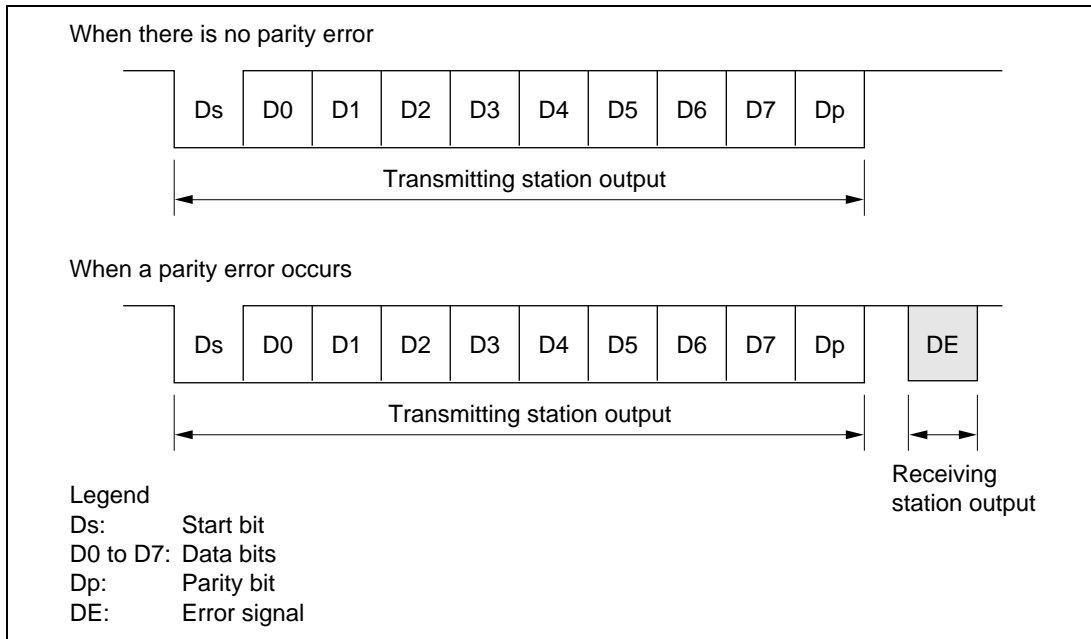 When there is no parity error
Ds D0 D1 D2 D3 D4 D5 D6 D7 Dp
Transmitting station output
When a parity error occurs
Ds D0 D1 D2 D3 D4 D5 D6 D7 Dp DE
Transmitting station output
Receiving
station output
Legend
Ds: Start bit
D0 to D7: Data bits
Dp: Parity bit
DE: Error signal